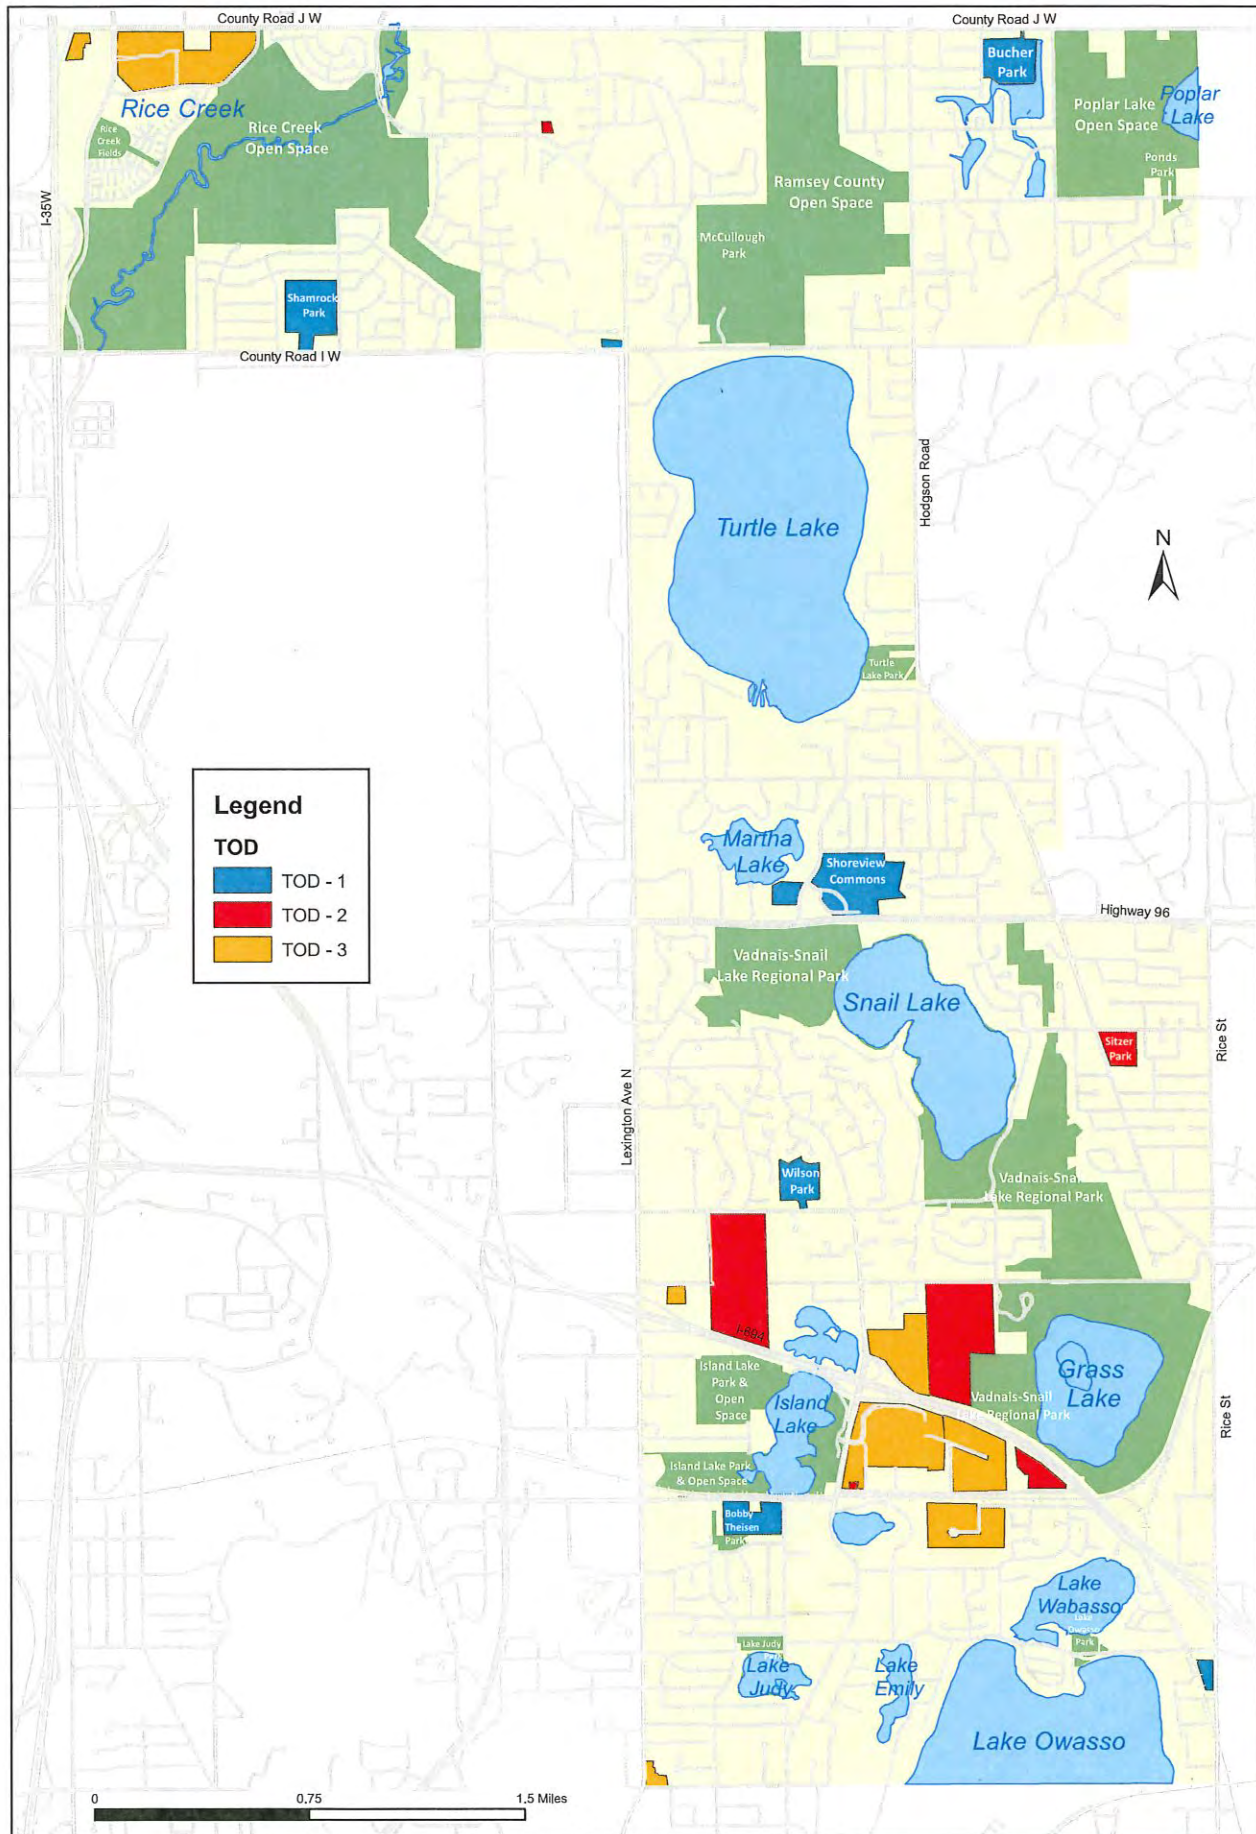 County Road J W
County Road J W
Bucher
Park
Rice Creek
Rice
Creek
Fields
Rice Creek
Open Space
Poplar Lake
Open Space
Poplar
Lake
Ponds
Park
I-35W
Ramsey County
Open Space
McCullough
Park
Shamrock
Park
County Road I W
Turtle Lake
Hodgson Road
N
Turtle
Lake Park
Legend
TOD
TOD - 1
TOD - 2
TOD - 3
Martha
Lake
Shoreview
Commons
Highway 96
Vadnais-Snail
Lake Regional Park
Snail Lake
Sitzer
Park
Rice St
Lexington Ave N
Wilson
Park
Vadnais-Snail
Lake Regional Park
I-694
Island Lake
Park &
Open
Space
Island
Lake
Vadnais-Snail
Lake Regional Park
Grass
Lake
Rice St
Island Lake Park
& Open Space
Bobby
Theisen
Park
Lake
Wabasso
Lake
Owasso
Park
Lake Judy
Lake
Judy
Lake
Emily
Lake Owasso
0 0.75 1.5 Miles